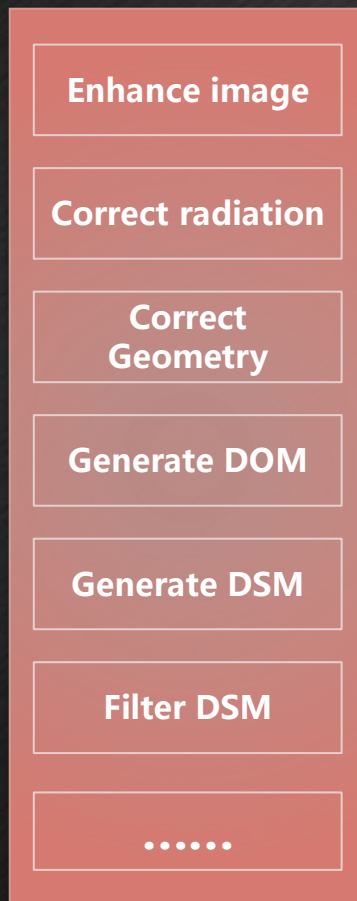 Enhance image
Correct radiation
Correct
Geometry
Generate DOM
Generate DSM
Filter DSM
......